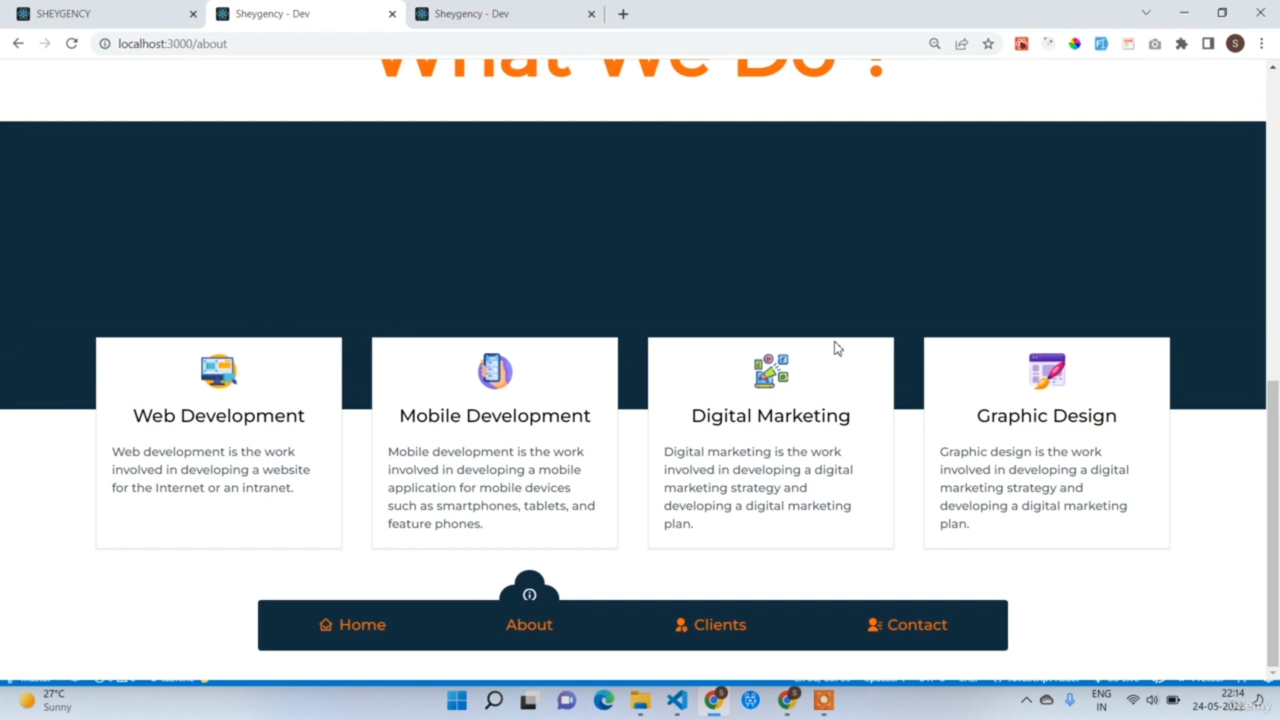 SHEYGENCY
Sheygency - Dev
Sheygency - Dev
localhost:3000/about
S
What We Do ?
Web Development
Web development is the work
involved in developing a website
for the Internet or an intranet.
Mobile Development
Mobile development is the work
involved in developing a mobile
application for mobile devices
such as smartphones, tablets, and
feature phones.
Digital Marketing
Digital marketing is the work
involved in developing a digital
marketing strategy and
developing a digital marketing
plan.
Graphic Design
Graphic design is the work
involved in developing a digital
marketing strategy and
developing a digital marketing
plan.
Home
About
Clients
Contact
27°C
Sunny
ENG
IN
22:14
24-05-2022